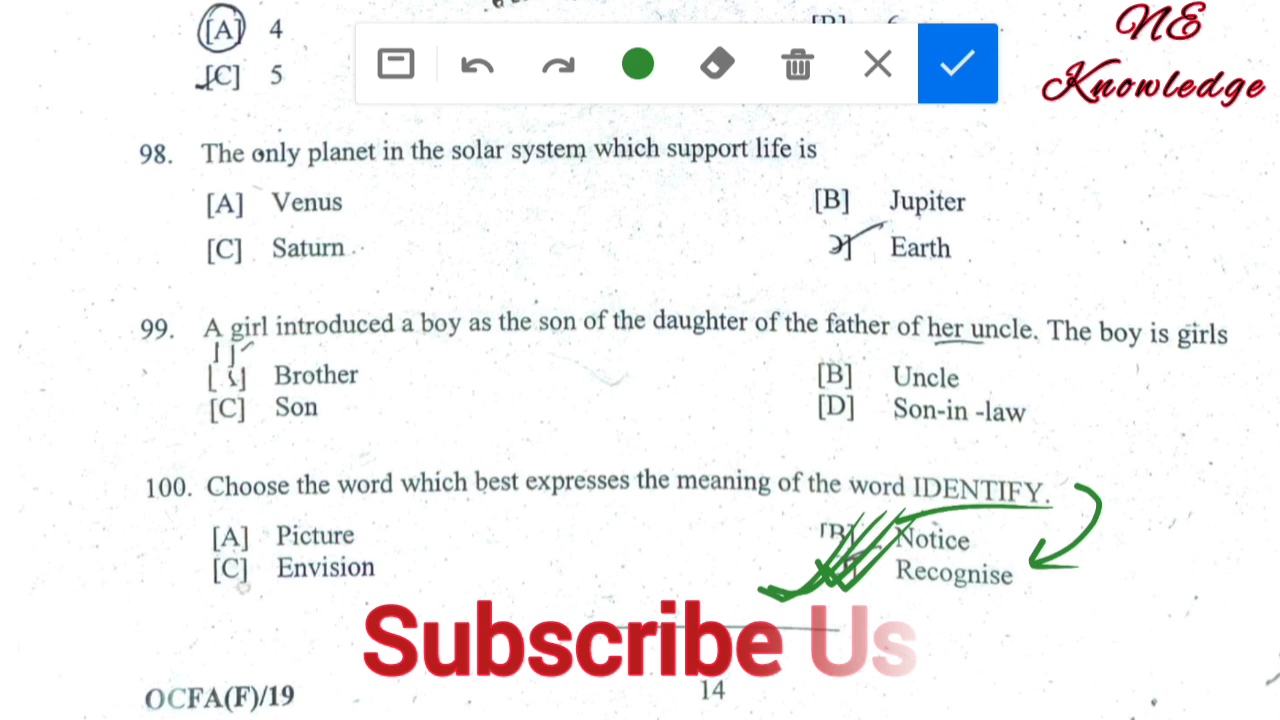 [A] 4
[C] 5
NE
Knowledge
98. The only planet in the solar system which support life is
[A] Venus [B] Jupiter
[C] Saturn Earth
99. A girl introduced a boy as the son of the daughter of the father of her uncle. The boy is girls
Brother [B] Uncle
[C] Son [D] Son-in -law
100. Choose the word which best expresses the meaning of the word IDENTIFY.
[A] Picture [B] Notice
[C] Envision Recognise
Subscribe Us
OCFA(F)/19 14